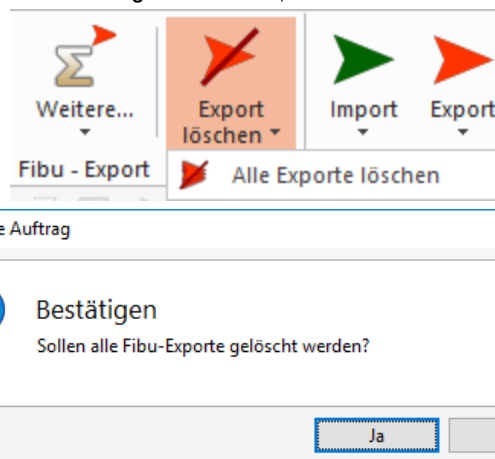 Weitere...
Export
löschen
Import
Export
Fibu - Export
Alle Exporte löschen
Auftrag
Bestätigen
Sollen alle Fibu-Exporte gelöscht werden?
Ja